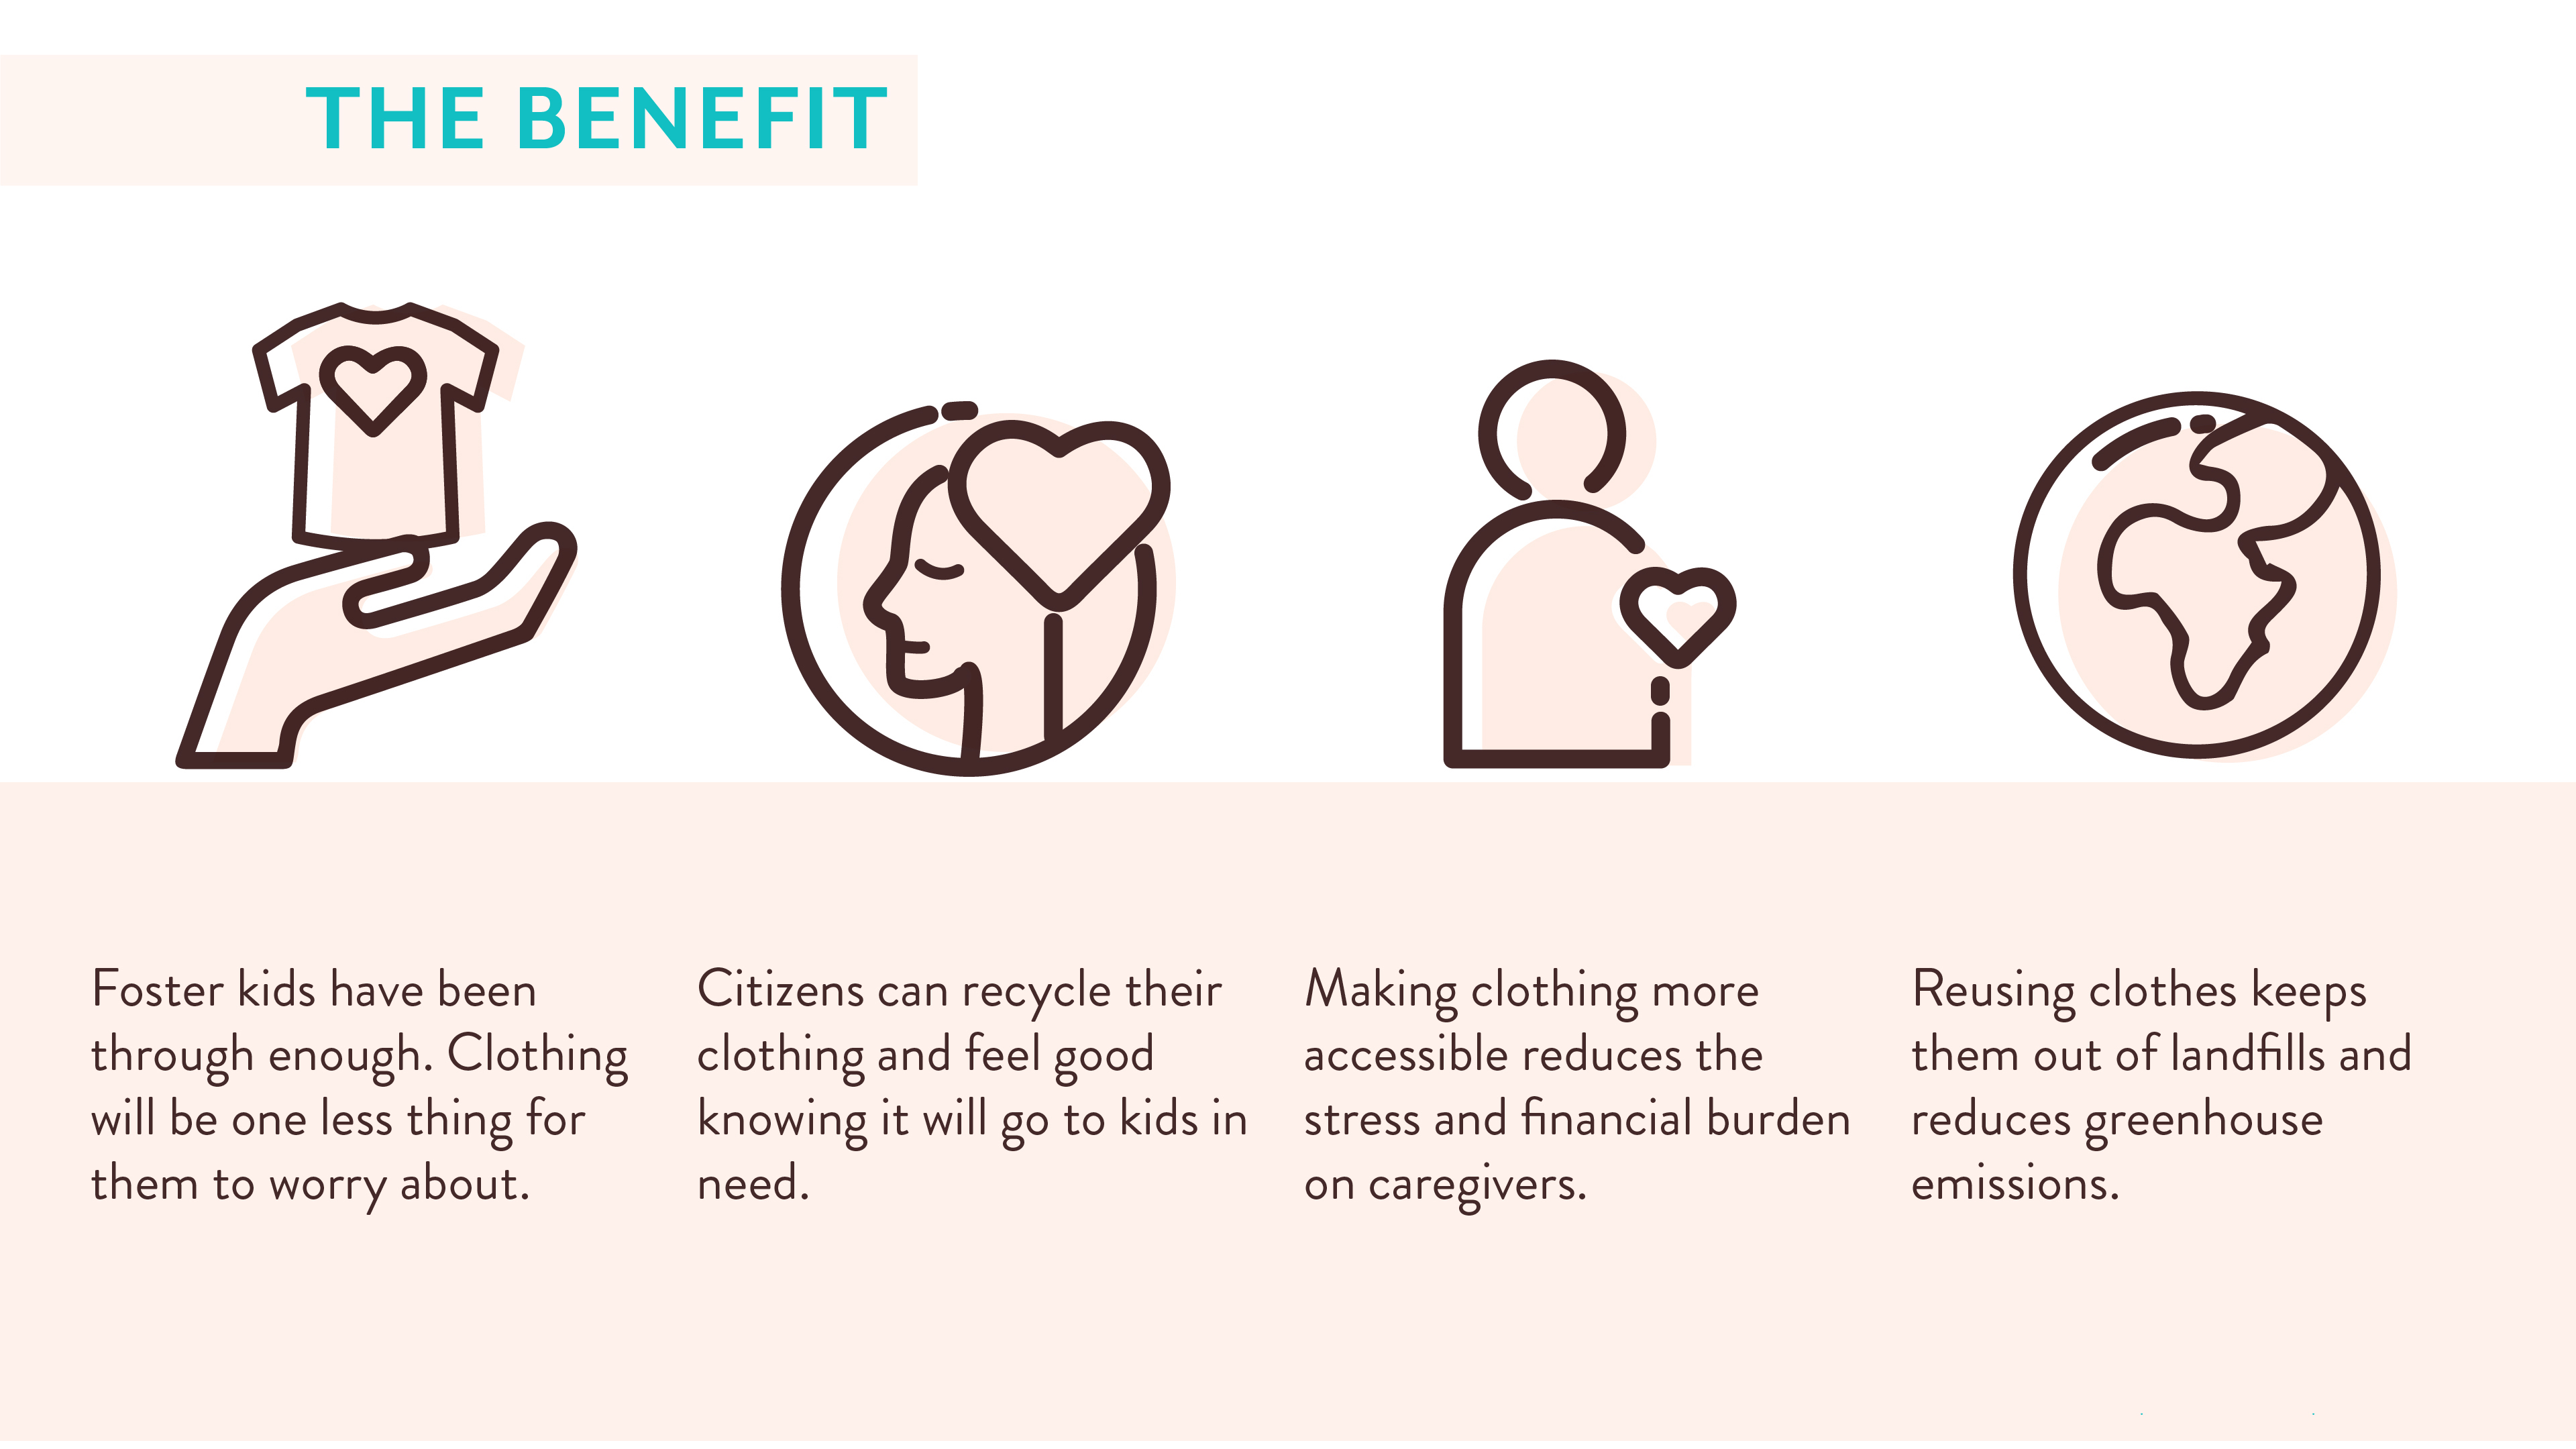 THE BENEFIT
Foster kids have been
through enough. Clothing
will be one less thing for
them to worry about.
Citizens can recycle their
clothing and feel good
knowing it will go to kids in
need.
Making clothing more
accessible reduces the
stress and financial burden
on caregivers.
Reusing clothes keeps
them out of landfills and
reduces greenhouse
emissions.